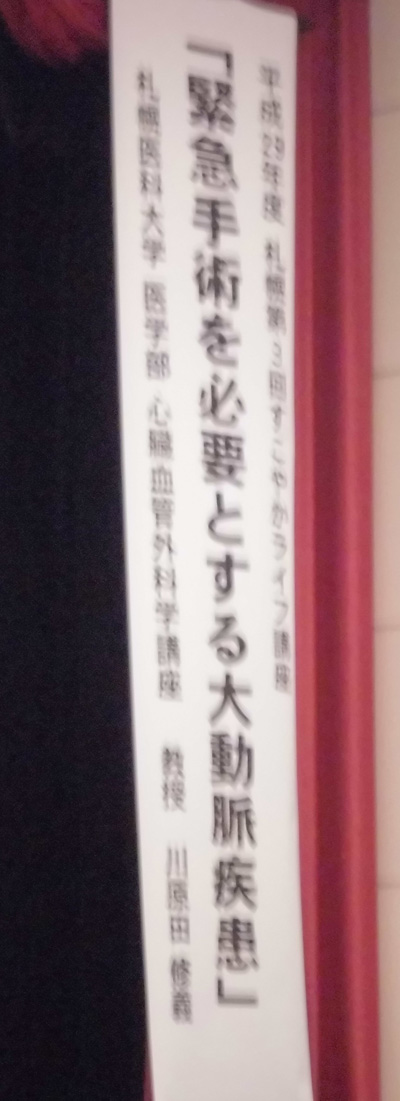 平成29年度 札幌第3回すこやかライフ講座
「緊急手術を必要とする大動脈疾患」
札幌医科大学 医学部 心臓血管外科学講座 教授 川原田 修義